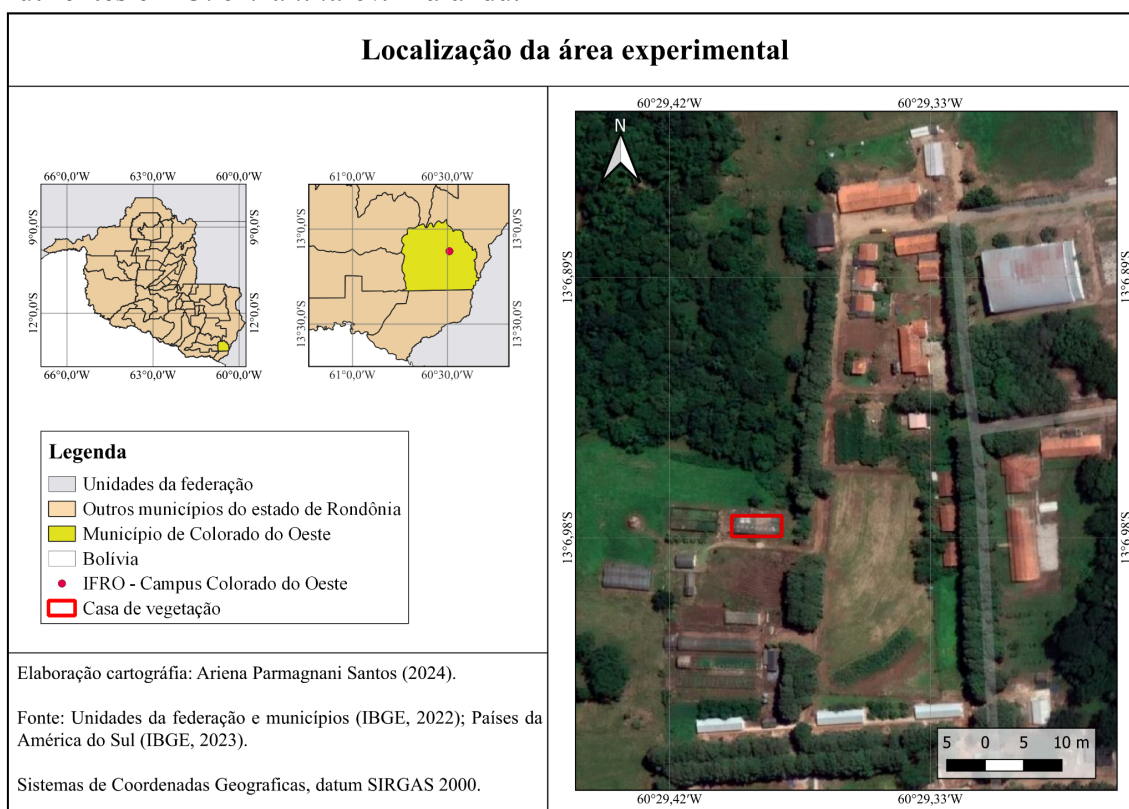 Localização da área experimental
66°0,0'W 63°0,0'W 60°0,0'W
9°0,0'S 9°0,0'S
12°0,0'S 12°0,0'S
66°0,0'W 63°0,0'W 60°0,0'W
61°0,0'W 60°30,0'W
13°0,0'S 13°0,0'S
13°30,0'S 13°30,0'S
61°0,0'W 60°30,0'W
Legenda
Unidades da federação
Outros municípios do estado de Rondônia
Município de Colorado do Oeste
Bolívia
IFRO - Campus Colorado do Oeste
Casa de vegetação
Elaboração cartográfia: Ariena Parmagnani Santos (2024).
Fonte: Unidades da federação e municípios (IBGE, 2022); Países da
América do Sul (IBGE, 2023).
Sistemas de Coordenadas Geograficas, datum SIRGAS 2000.
60°29,42'W 60°29,33'W
N
13°6,89'S 13°6,89'S
13°6,98'S 13°6,98'S
5 0 5 10 m
60°29,42'W 60°29,33'W